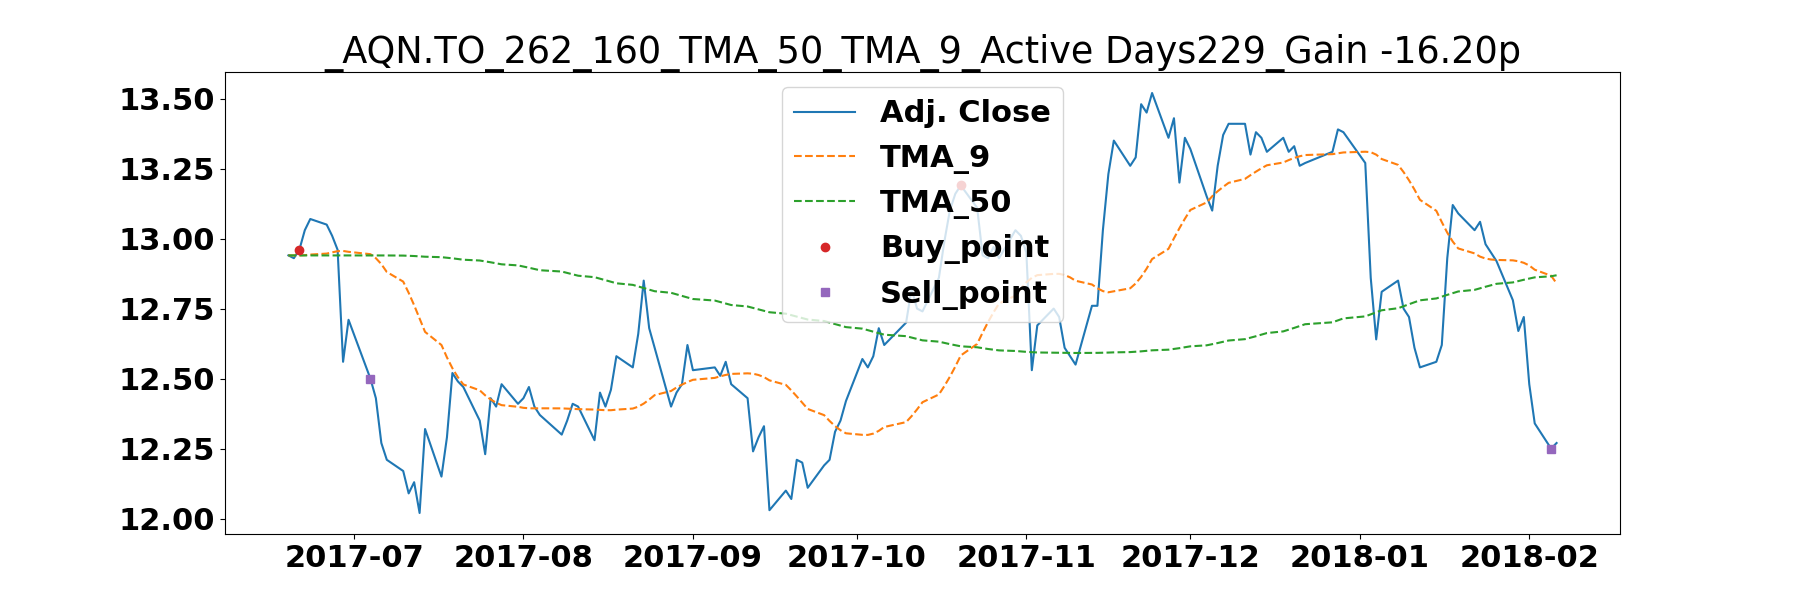 _AQN.TO_262_160_TMA_50_TMA_9_Active Days229_Gain -16.20p
13.50
13.25
13.00
12.75
12.50
12.25
12.00
Adj. Close
TMA_9
TMA_50
Buy_point
Sell_point
2017-07 2017-08 2017-09 2017-10 2017-11 2017-12 2018-01 2018-02